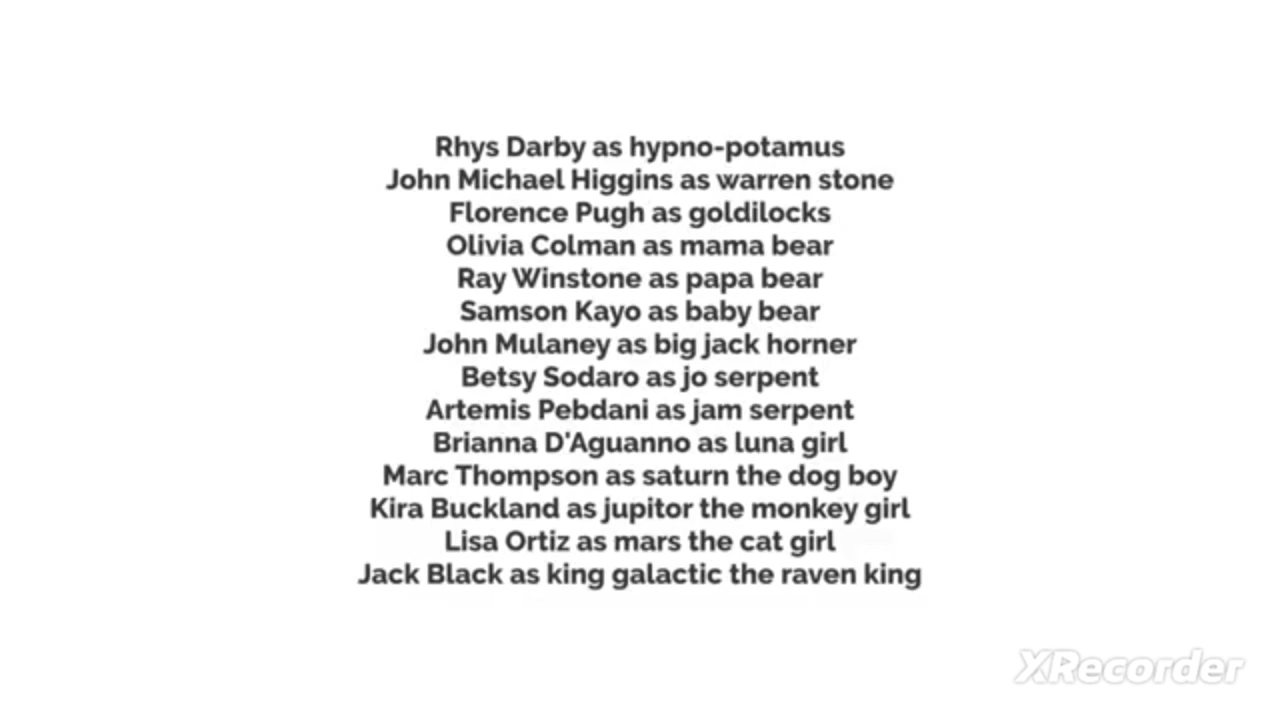 Rhys Darby as hypno-potamus
John Michael Higgins as warren stone
Florence Pugh as goldilocks
Olivia Colman as mama bear
Ray Winstone as papa bear
Samson Kayo as baby bear
John Mulaney as big jack horner
Betsy Sodaro as jo serpent
Artemis Pebdani as jam serpent
Brianna D'Aguanno as luna girl
Marc Thompson as saturn the dog boy
Kira Buckland as jupitor the monkey girl
Lisa Ortiz as mars the cat girl
Jack Black as king galactic the raven king
XRecorder